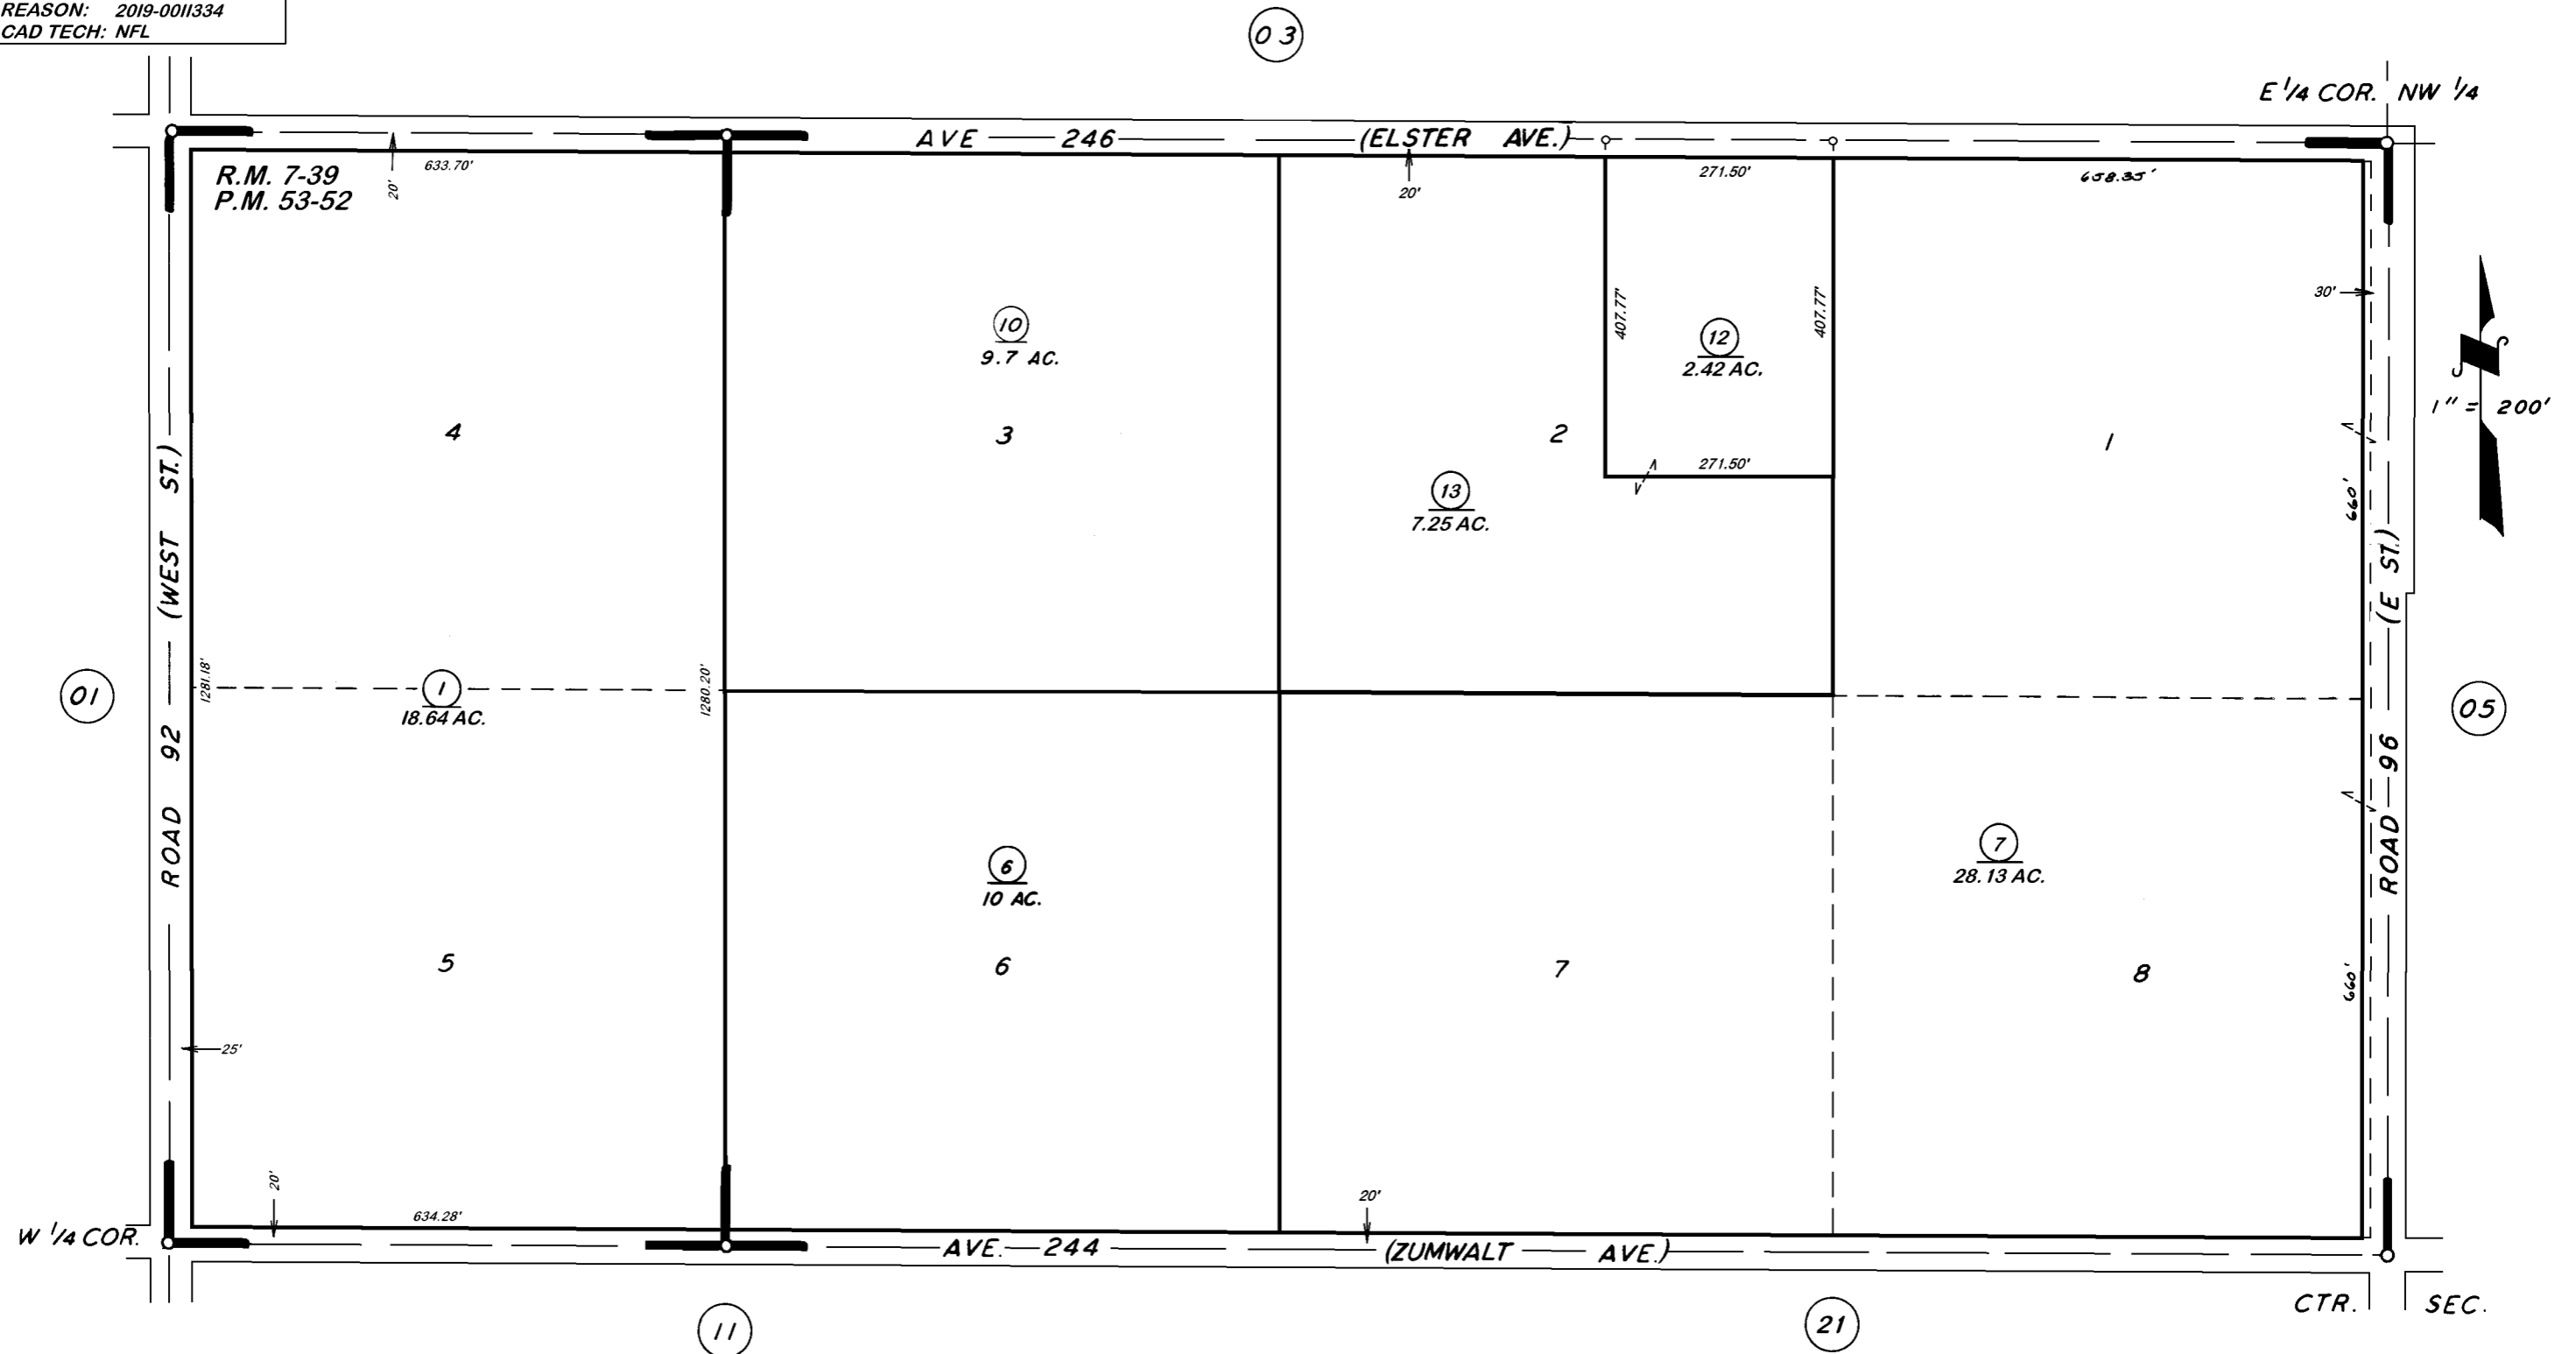 REASON: 2019-0011334
CAD TECH: NFL
03
E 1/4 COR. NW 1/4
AVE 246 (ELSTER AVE.)
R.M. 7-39
P.M. 53-52
20'
633.70'
20'
271.50'
658.35'
30'
407.77'
407.77'
10
9.7 AC.
12
2.42 AC.
1" = 200'
4
3
2
1
271.50'
13
7.25 AC.
660'
ROAD 92 (WEST ST.)
ROAD 96 (E ST.)
01
1281.18'
1
18.64 AC.
1280.20'
05
6
10 AC.
7
28.13 AC.
5
6
7
8
660'
25'
20'
634.28'
20'
W 1/4 COR.
AVE. 244 (ZUMWALT AVE.)
CTR. SEC.
11
21